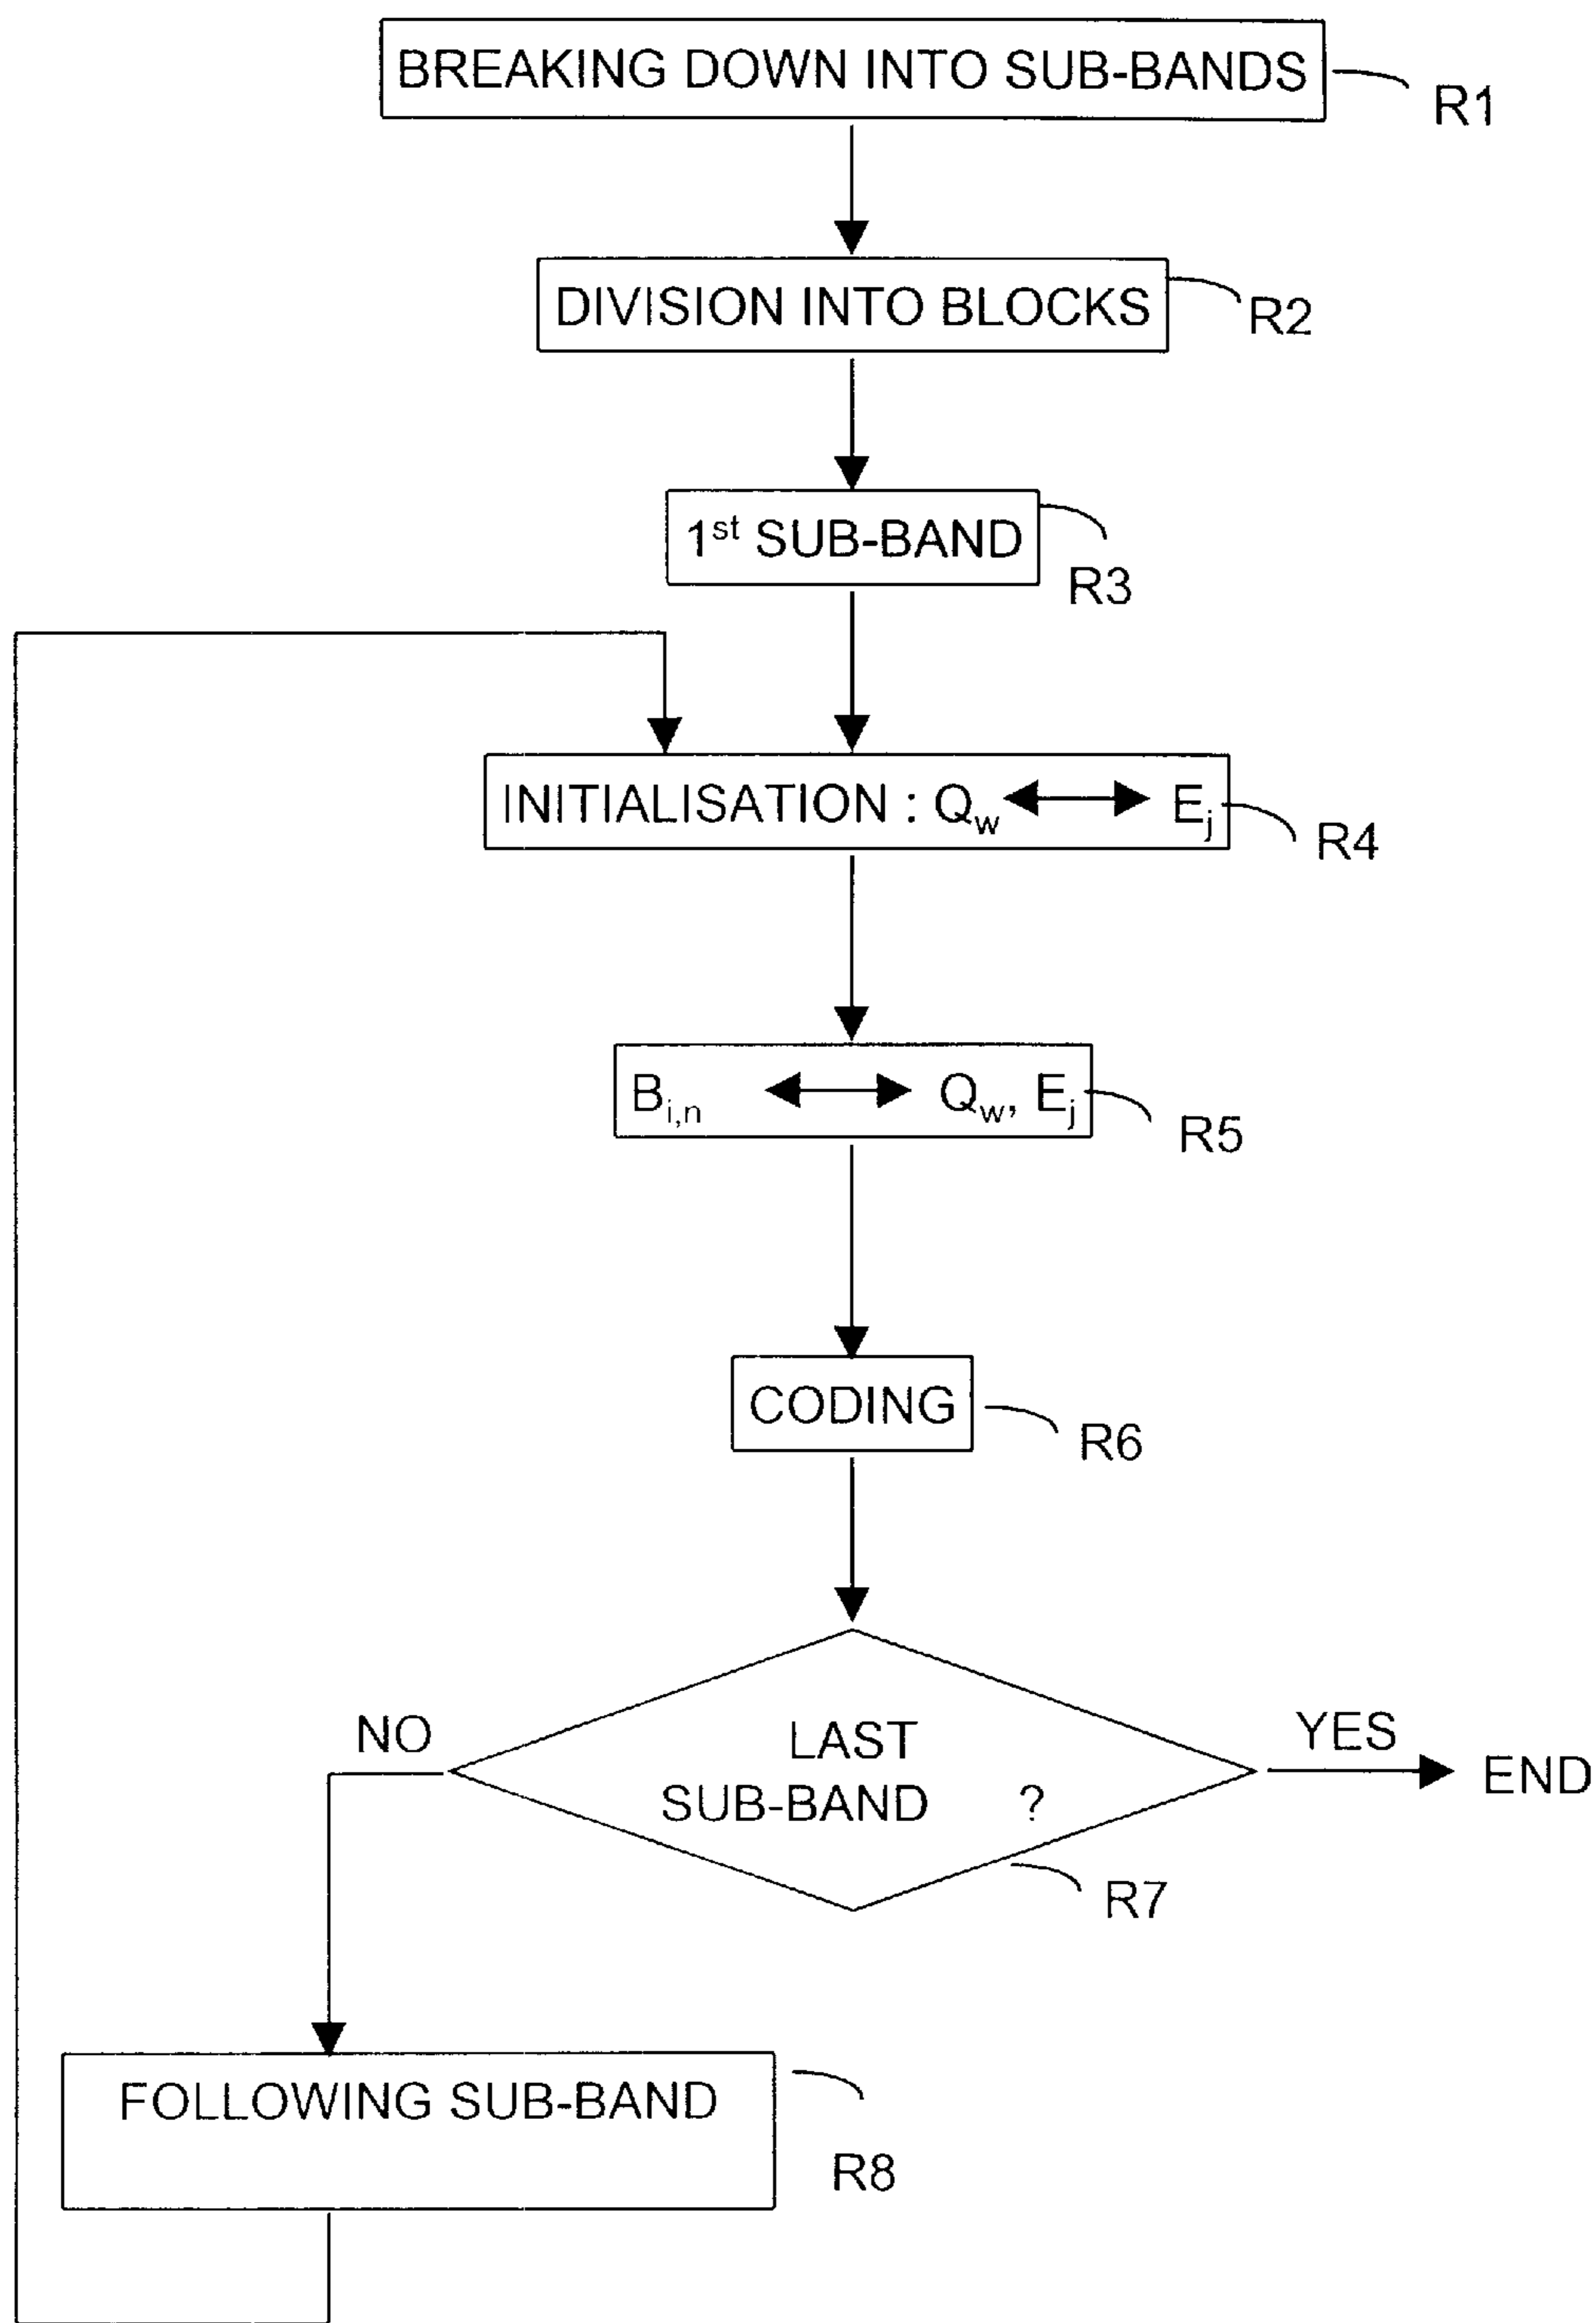 BREAKING DOWN INTO SUB-BANDS
R1
DIVISION INTO BLOCKS
R2
1st SUB-BAND
R3
INITIALISATION : Qw ↔ Ej
R4
Bi,n ↔ Qw, Ej
R5
CODING
R6
LAST
SUB-BAND ?
NO
YES
END
R7
FOLLOWING SUB-BAND
R8